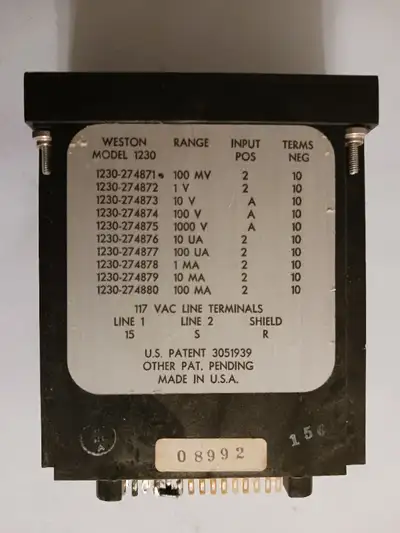 WESTON RANGE INPUT TERMS
MODEL 1230 POS NEG
1230-274871 100 MV 2 10
1230-274872 1 V 2 10
1230-274873 10 V A 10
1230-274874 100 V A 10
1230-274875 1000 V A 10
1230-274876 10 UA 2 10
1230-274877 100 UA 2 10
1230-274878 1 MA 2 10
1230-274879 10 MA 2 10
1230-274880 100 MA 2 10
117 VAC LINE TERMINALS
LINE 1 LINE 2 SHIELD
15 S R
U.S. PATENT 3051939
OTHER PAT. PENDING
MADE IN U.S.A.
156
08992